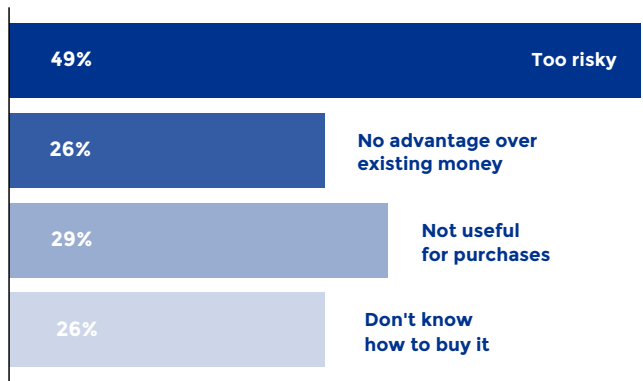 49% Too risky
26% No advantage over
existing money
29% Not useful
for purchases
26% Don't know
how to buy it